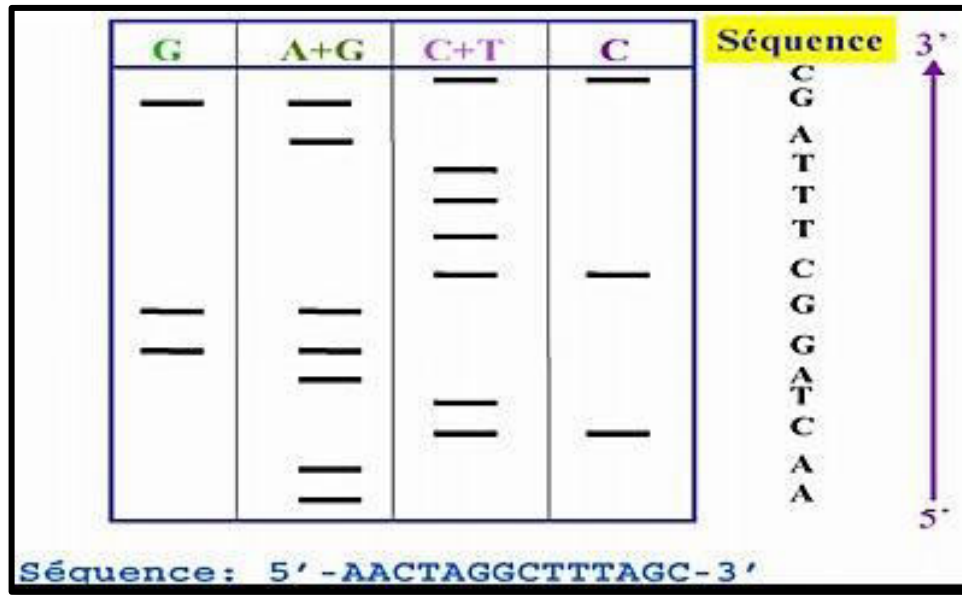 G A+G C+T C Séquence 3’
C
G
A
T
T
T
C
G
G
A
T
C
A
A
5’
Séquence: 5’-AACTAGGCTTTAGC-3’